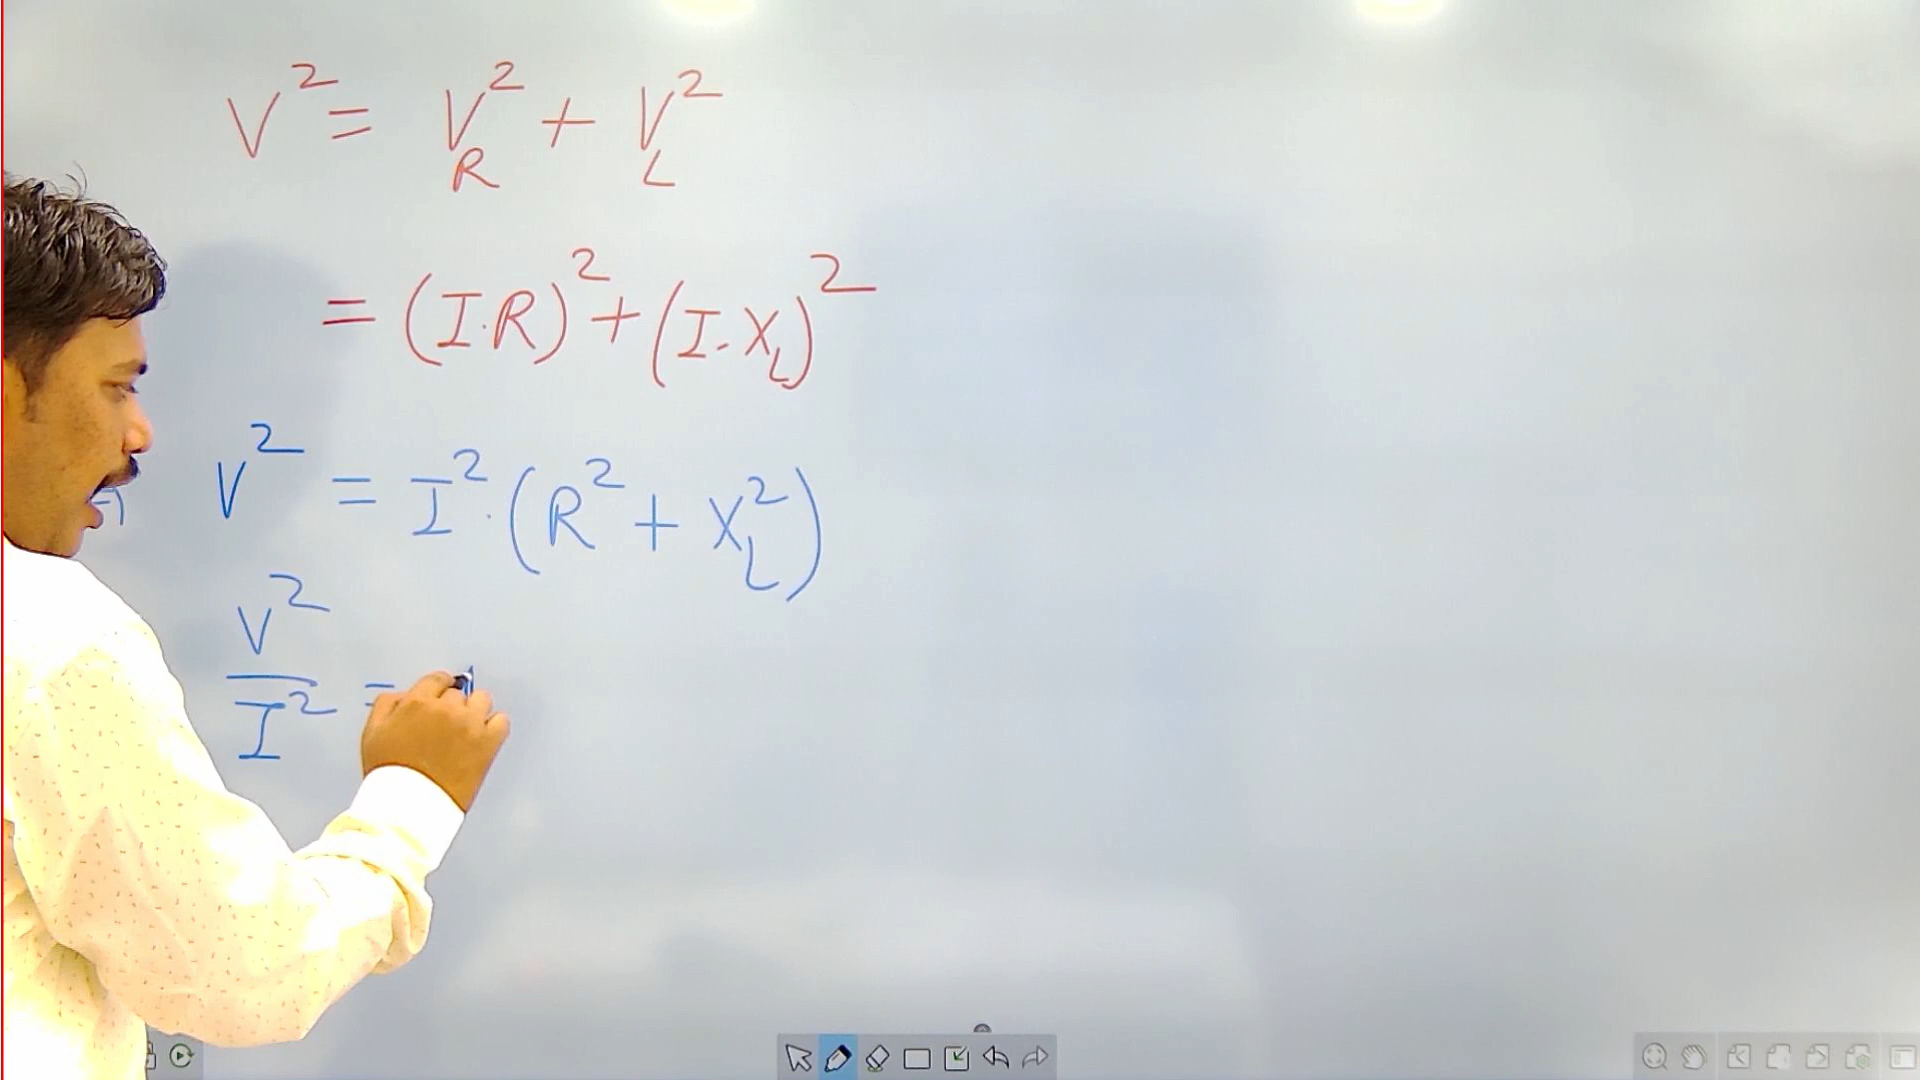 V² = V_R² + V_L²
= (I.R)² + (I.X_L)²
V² = I².(R² + X_L²)
V²/I² =